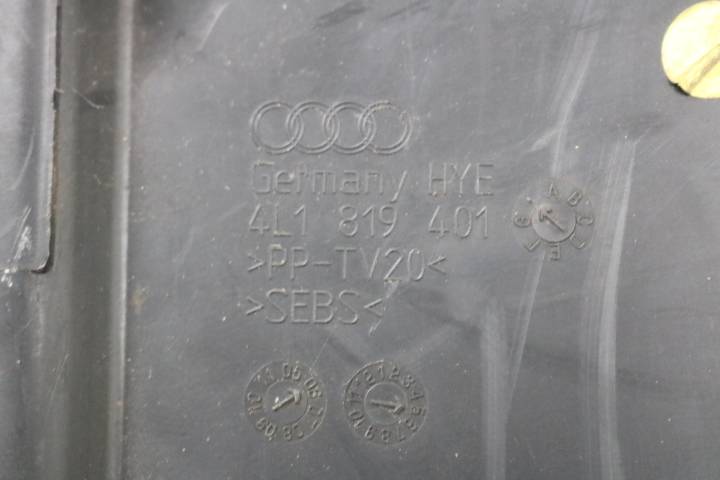 Germany HYE
4L1 819 401
>PP-TV20<
>SEBS<